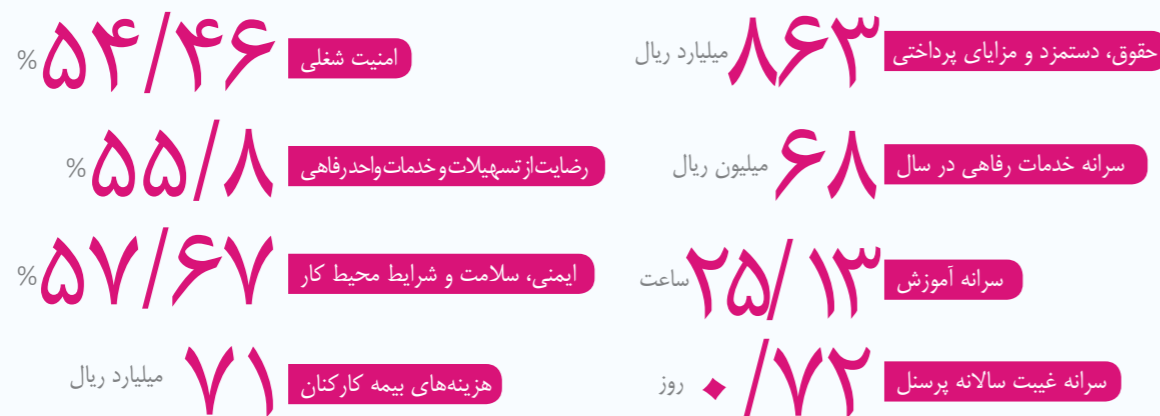 حقوق، دستمزد و مزایای پرداختی ۸۶۳ میلیارد ریال
سرانه خدمات رفاهی در سال ۶۸ میلیون ریال
سرانه آموزش ۲۵/۱۳ ساعت
سرانه غیبت سالانه پرسنل ۰/۷۲ روز
امنیت شغلی ۵۴/۴۶ %
رضایت از تسهیلات و خدمات واحد رفاهی ۵۵/۸ %
ایمنی، سلامت و شرایط محیط کار ۵۷/۶۷ %
هزینه‌های بیمه کارکنان ۷۱ میلیارد ریال